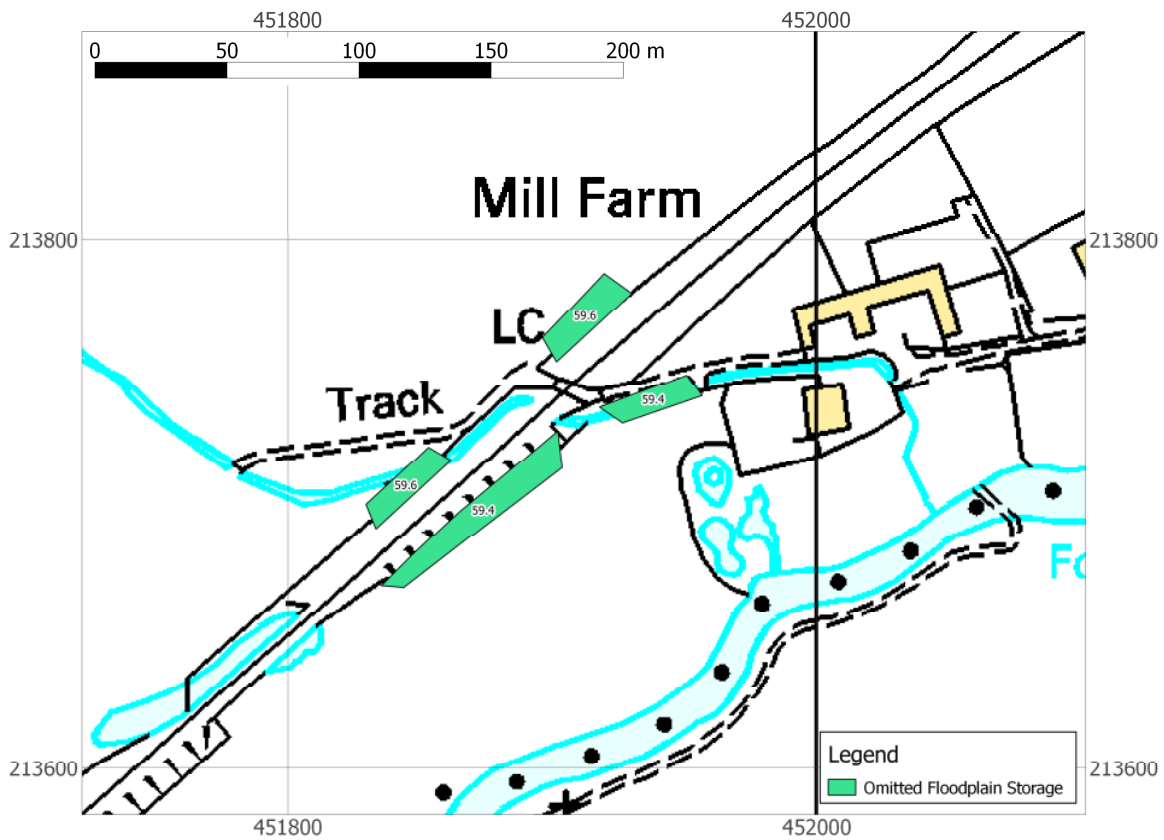 451800 452000
0 50 100 150 200 m
Mill Farm
213800 213800
59.6
LC
Track
59.4
59.6
59.4
Fo
Legend
Omitted Floodplain Storage
213600 213600
451800 452000